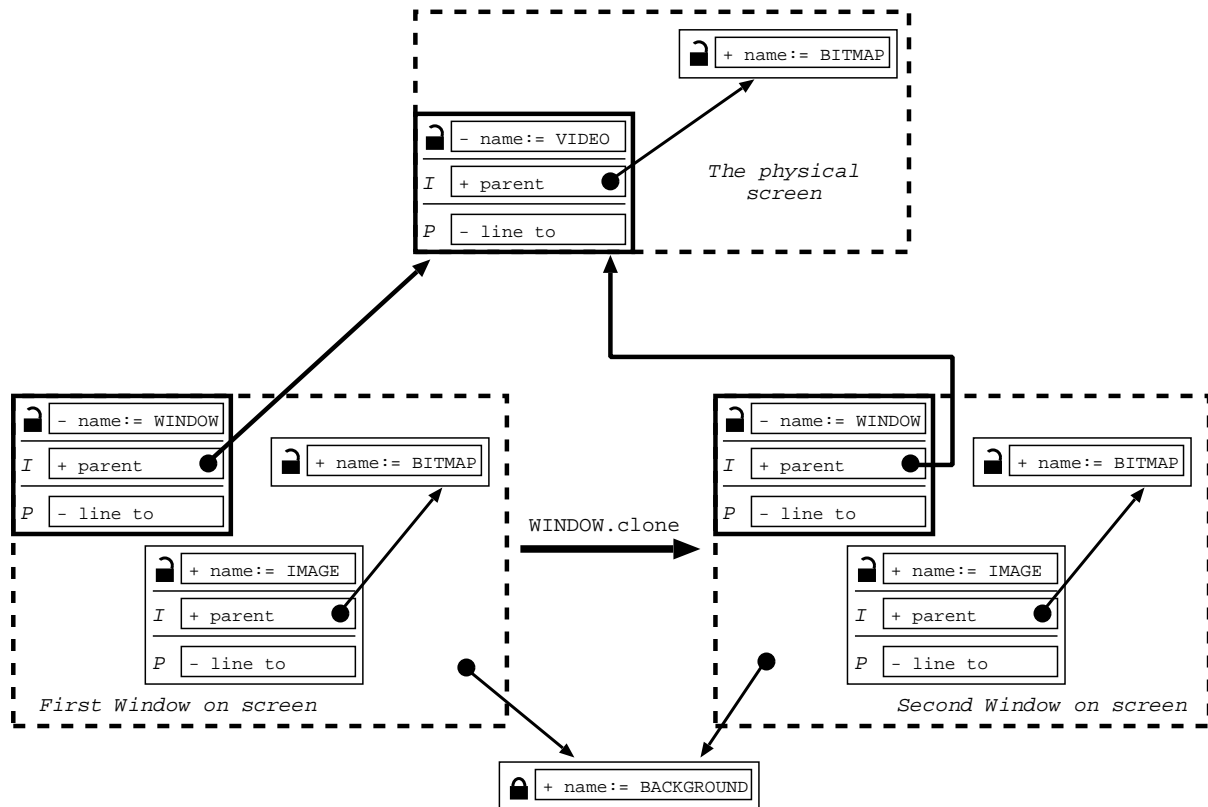 + name:= BITMAP
- name:= VIDEO
I + parent
P - line to
The physical
screen
- name:= WINDOW
I + parent
P - line to
+ name:= BITMAP
+ name:= IMAGE
I + parent
P - line to
First Window on screen
WINDOW.clone
- name:= WINDOW
I + parent
P - line to
+ name:= BITMAP
+ name:= IMAGE
I + parent
P - line to
Second Window on screen
+ name:= BACKGROUND